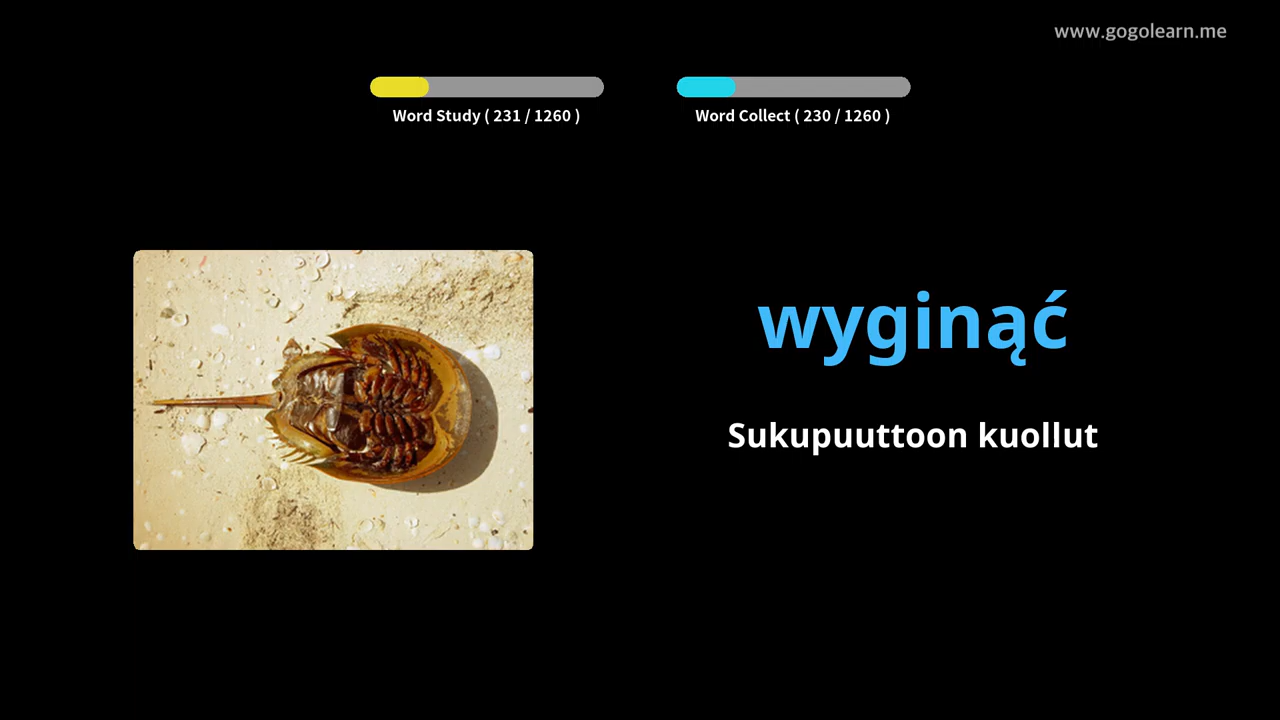 www.gogolearn.me
Word Study ( 231 / 1260 )
Word Collect ( 230 / 1260 )
wyginąć
Sukupuuttoon kuollut